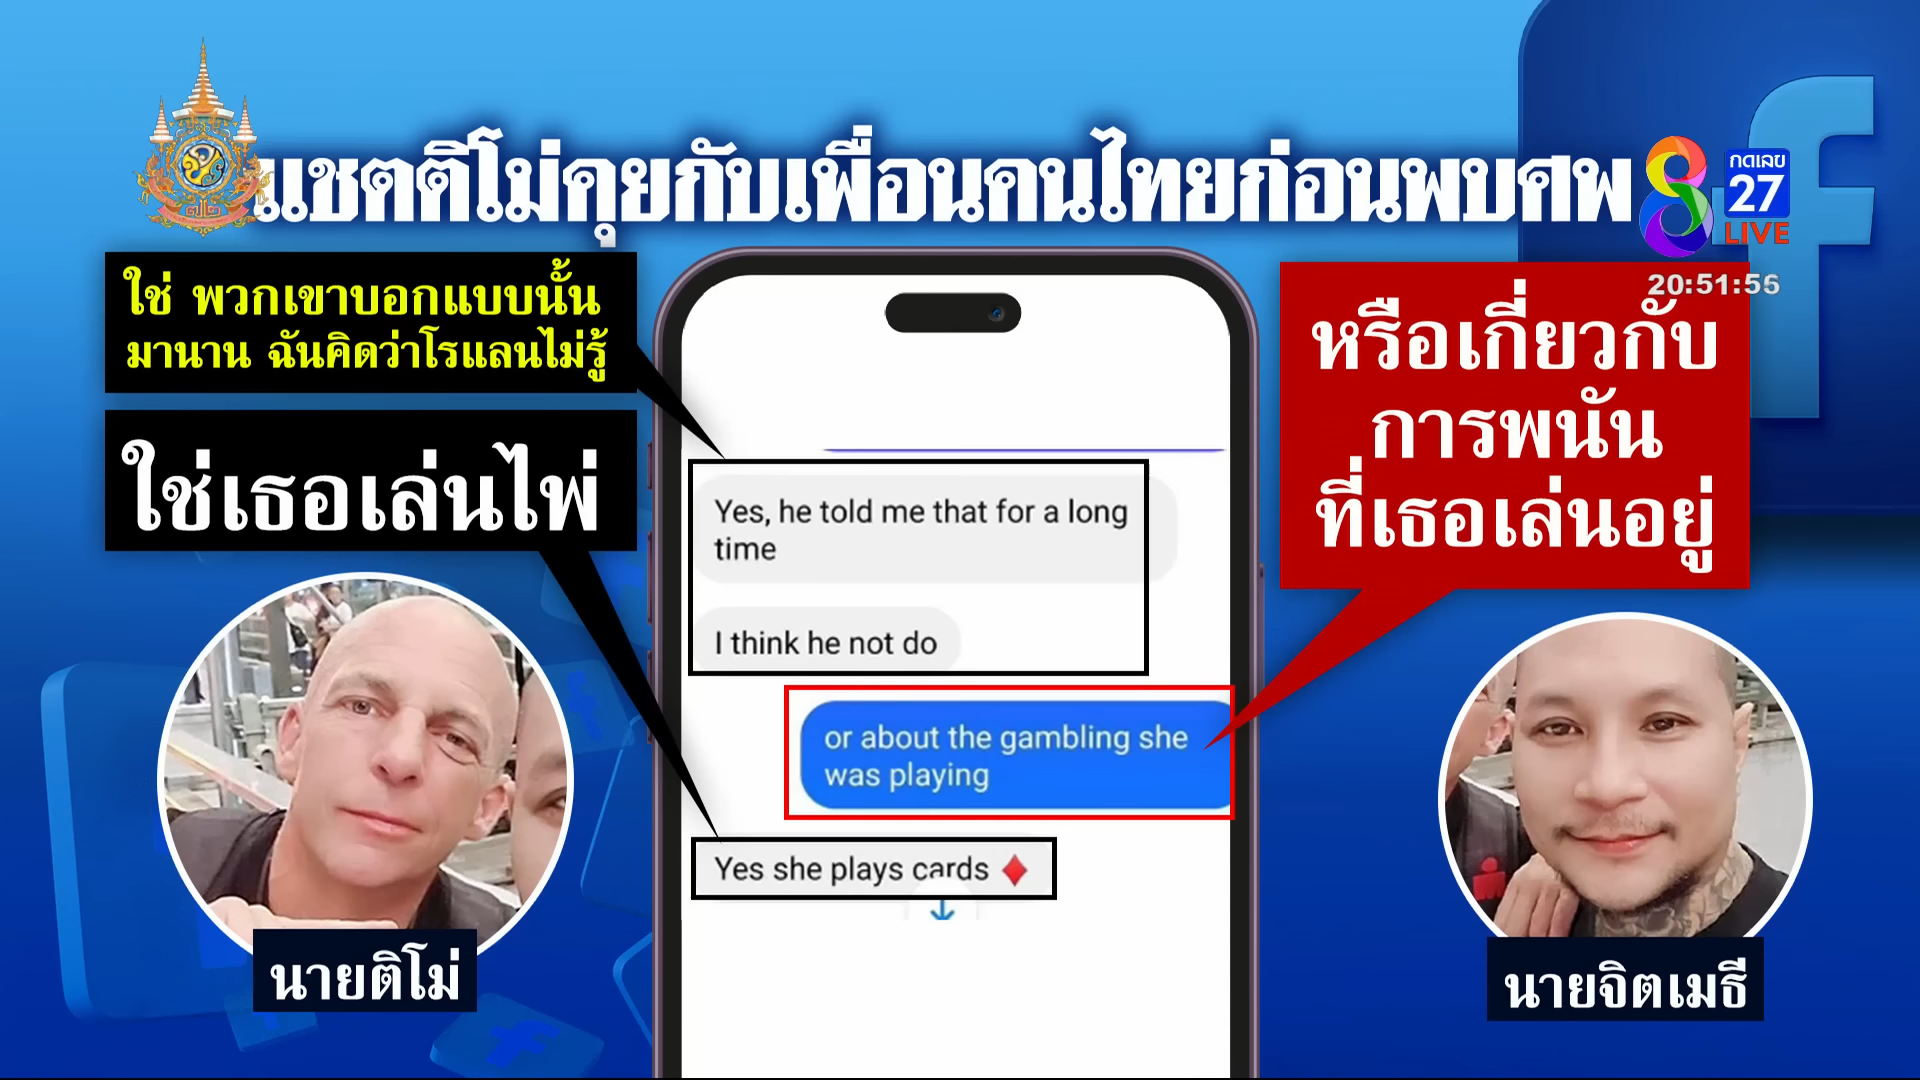 แชตติโม่คุยกับเพื่อนคนไทยก่อนพบศพ
กดเลข
27
LIVE
20:51:56
ใช่ พวกเขาบอกแบบนั้น
มานาน ฉันคิดว่าโรแลนไม่รู้
ใช่เธอเล่นไพ่
หรือเกี่ยวกับ
การพนัน
ที่เธอเล่นอยู่
Yes, he told me that for a long
time
I think he not do
or about the gambling she
was playing
Yes she plays cards ♦
นายติโม่
นายจิตเมธี